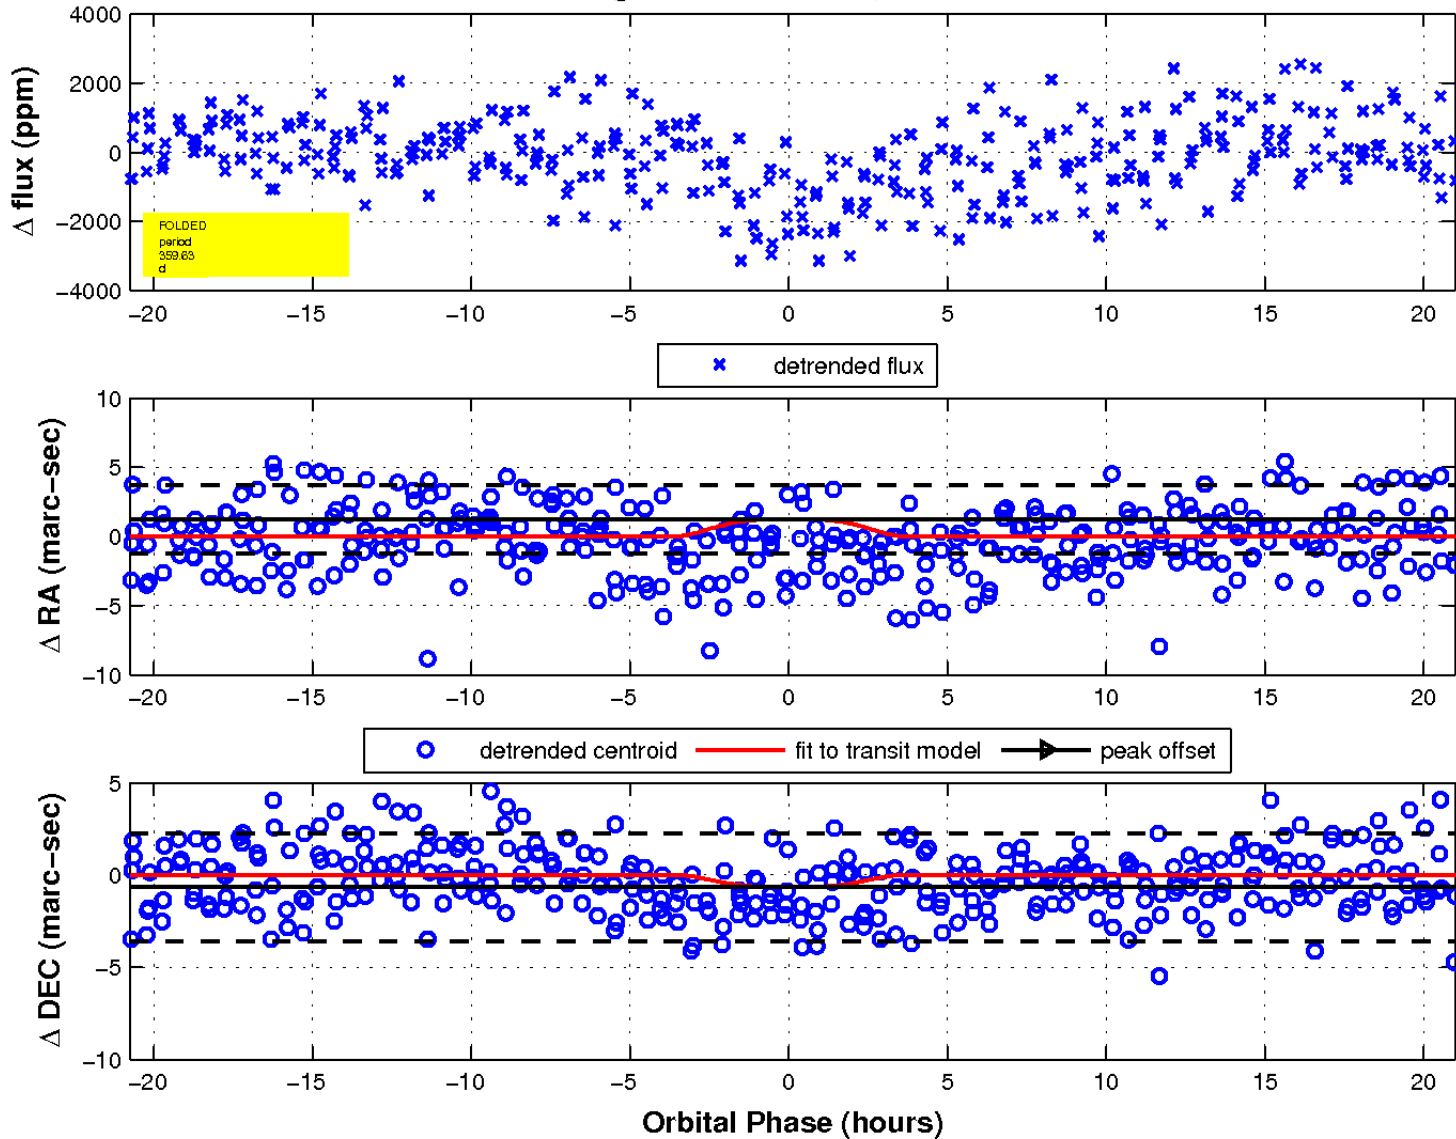 4000
2000
0
−2000
−4000
Δ flux (ppm)
FOLDED
period
359.63
d
−20 −15 −10 −5 0 5 10 15 20
detrended flux
10
5
0
−5
−10
Δ RA (marc−sec)
−20 −15 −10 −5 0 5 10 15 20
detrended centroid fit to transit model peak offset
5
0
−5
−10
Δ DEC (marc−sec)
−20 −15 −10 −5 0 5 10 15 20
Orbital Phase (hours)